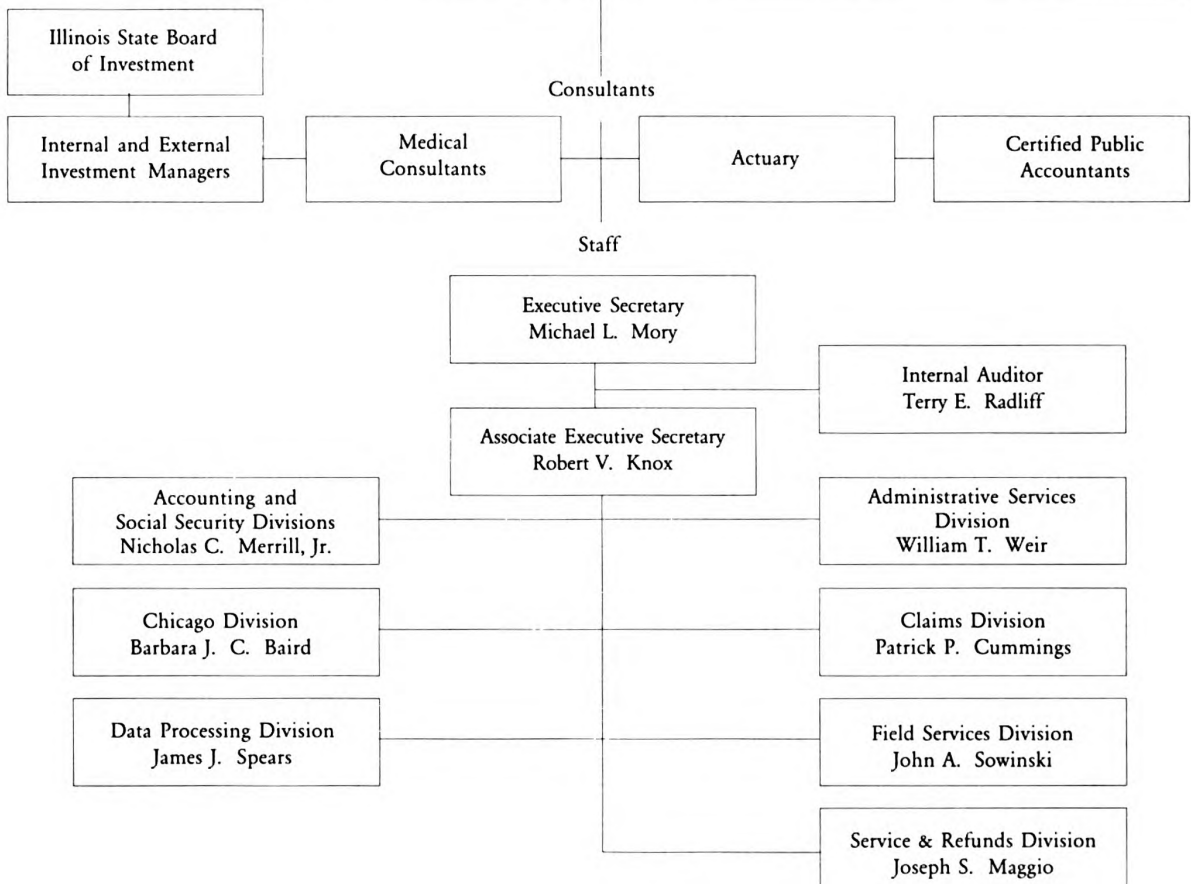 Illinois State Board
of Investment
Consultants
Internal and External
Investment Managers
Medical
Consultants
Actuary
Certified Public
Accountants
Staff
Executive Secretary
Michael L. Mory
Internal Auditor
Terry E. Radliff
Associate Executive Secretary
Robert V. Knox
Accounting and
Social Security Divisions
Nicholas C. Merrill, Jr.
Administrative Services
Division
William T. Weir
Chicago Division
Barbara J. C. Baird
Claims Division
Patrick P. Cummings
Data Processing Division
James J. Spears
Field Services Division
John A. Sowinski
Service & Refunds Division
Joseph S. Maggio